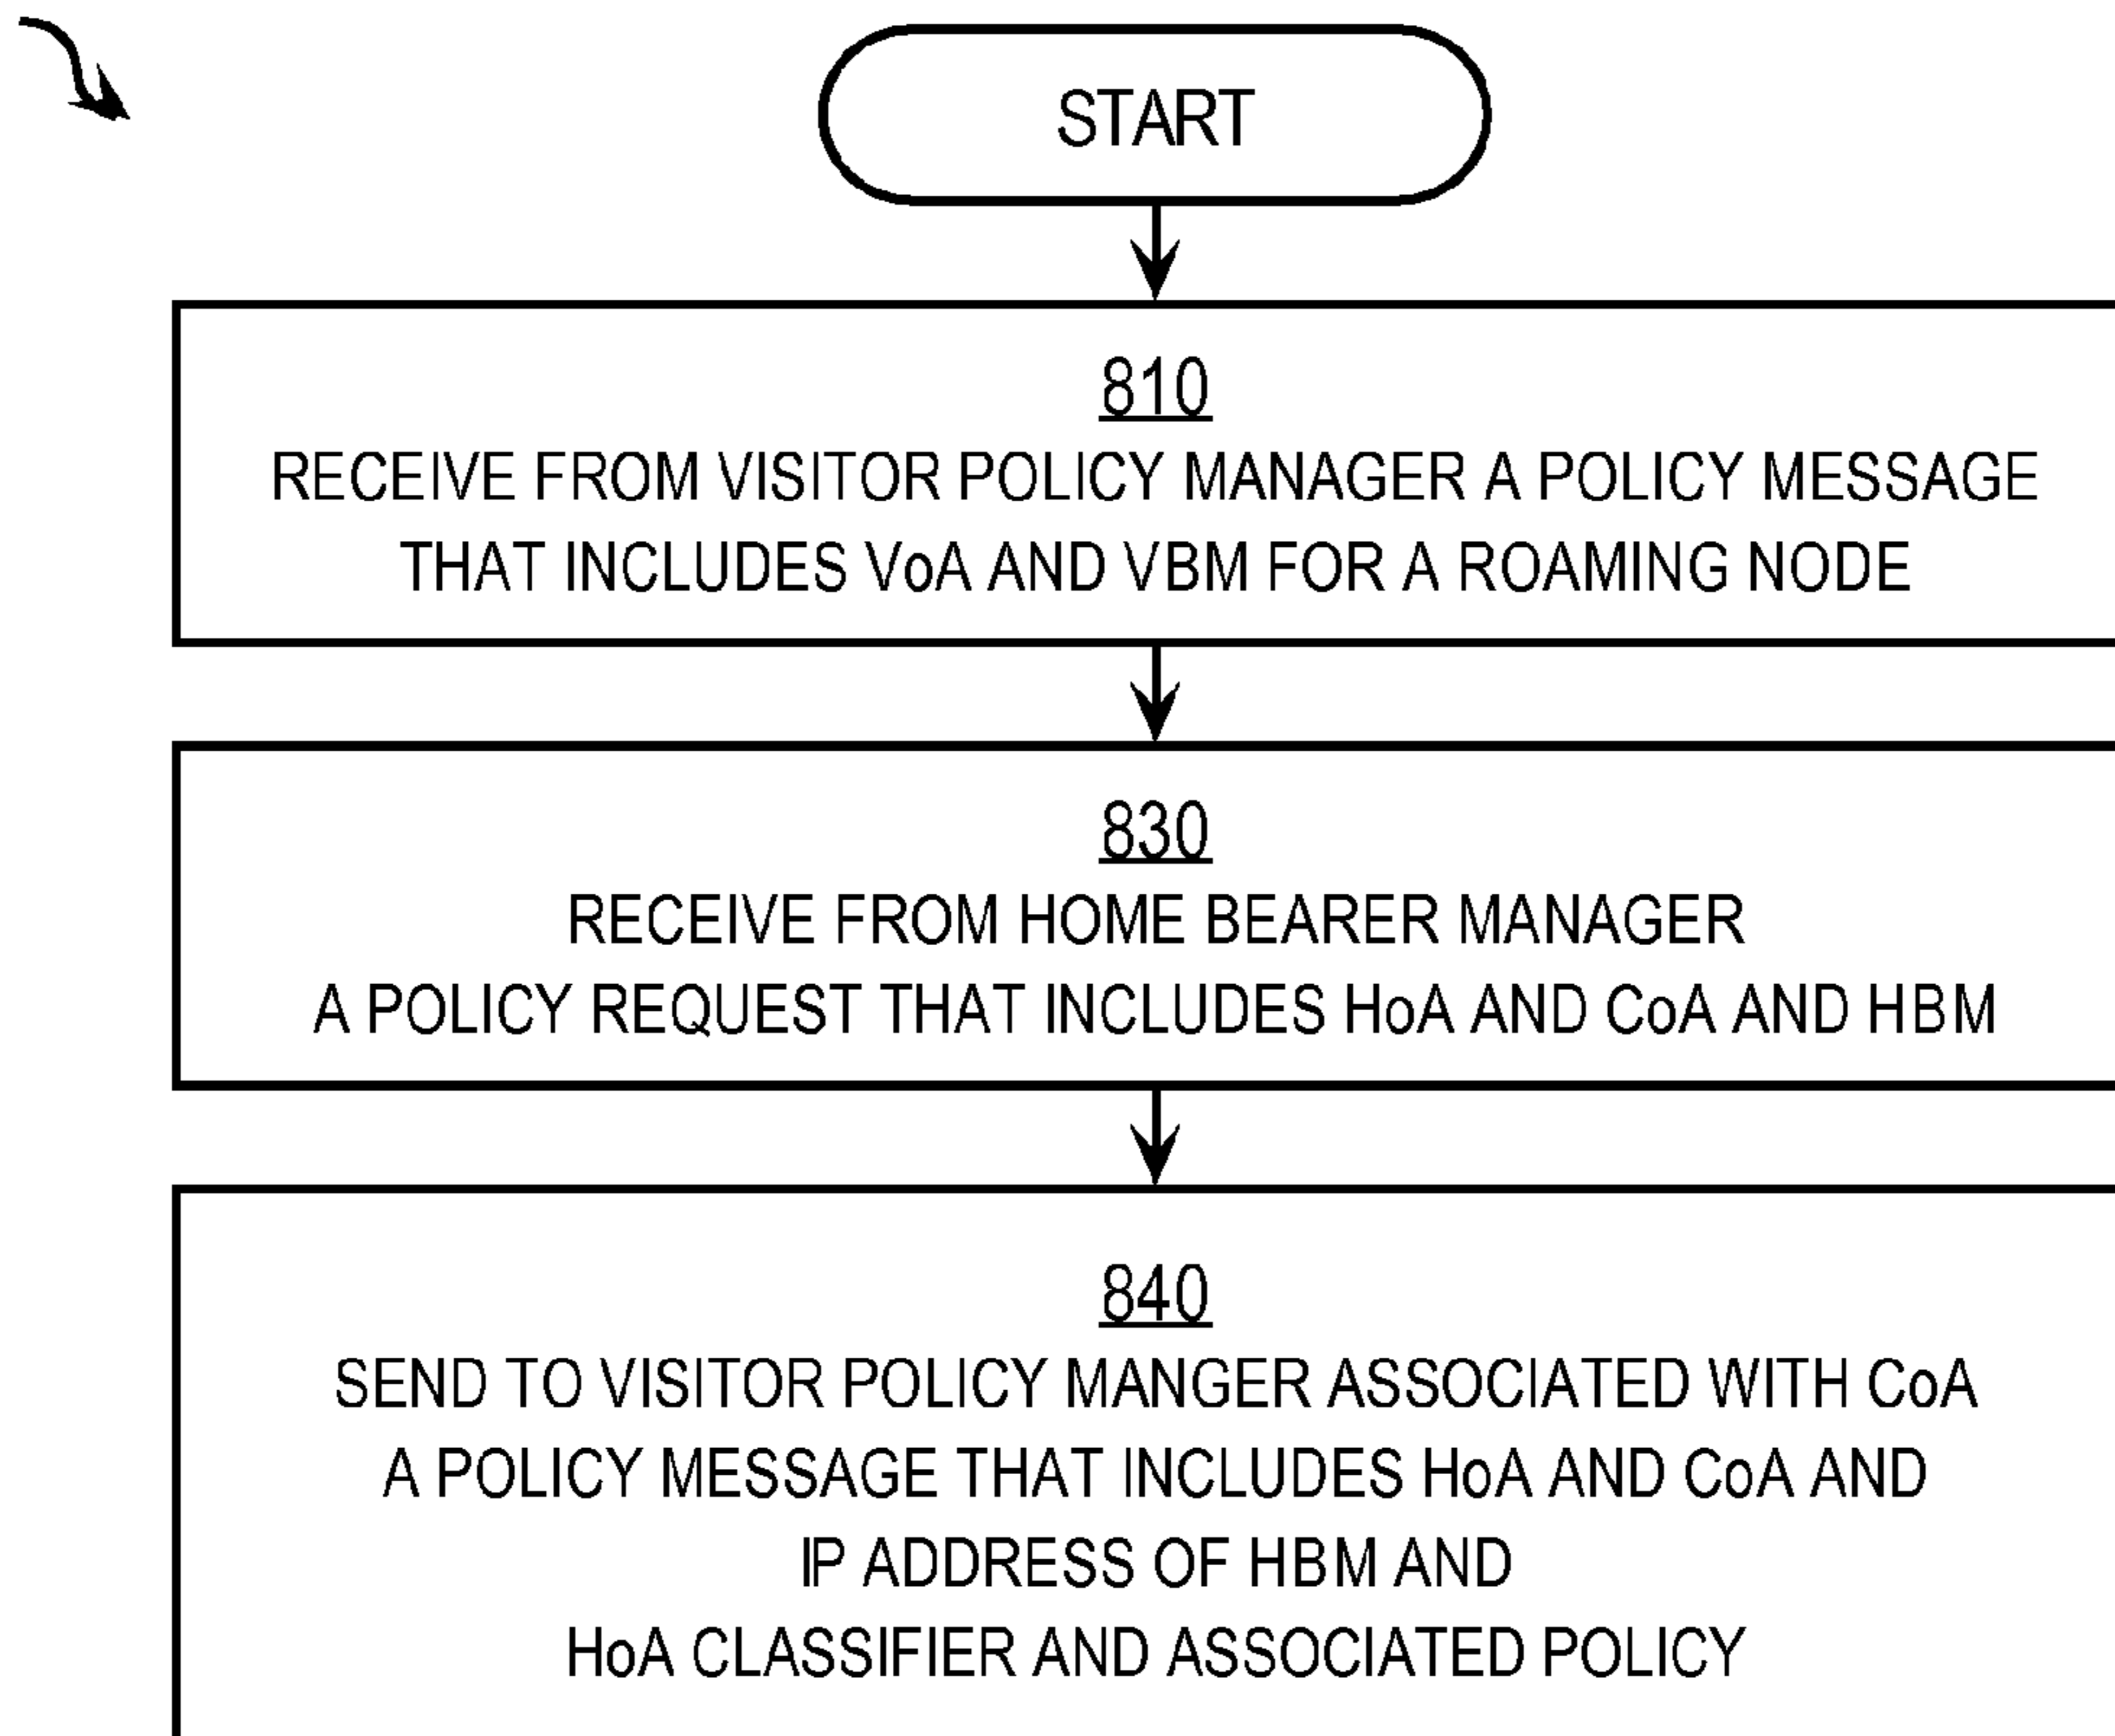 START
810
RECEIVE FROM VISITOR POLICY MANAGER A POLICY MESSAGE
THAT INCLUDES VoA AND VBM FOR A ROAMING NODE
830
RECEIVE FROM HOME BEARER MANAGER
A POLICY REQUEST THAT INCLUDES HoA AND CoA AND HBM
840
SEND TO VISITOR POLICY MANGER ASSOCIATED WITH CoA
A POLICY MESSAGE THAT INCLUDES HoA AND CoA AND
IP ADDRESS OF HBM AND
HoA CLASSIFIER AND ASSOCIATED POLICY